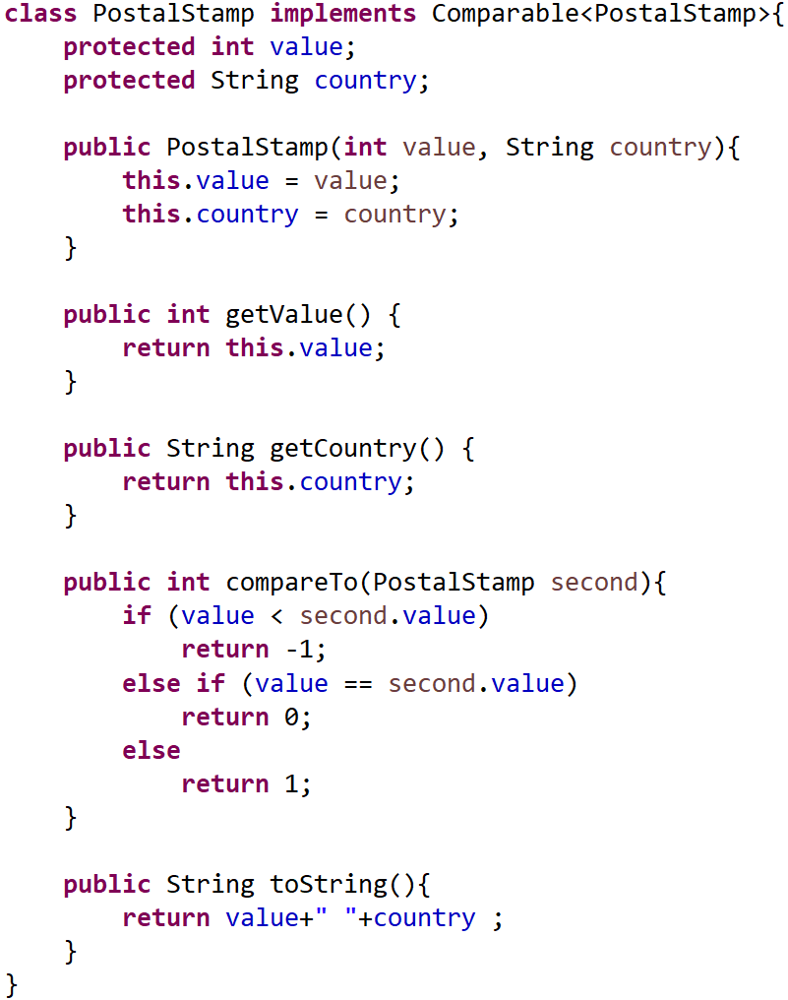 class PostalStamp implements Comparable<PostalStamp>{
    protected int value;
    protected String country;

    public PostalStamp(int value, String country){
        this.value = value;
        this.country = country;
    }

    public int getValue() {
        return this.value;
    }

    public String getCountry() {
        return this.country;
    }

    public int compareTo(PostalStamp second){
        if (value < second.value)
            return -1;
        else if (value == second.value)
            return 0;
        else
            return 1;
    }

    public String toString(){
        return value+" "+country ;
    }
}